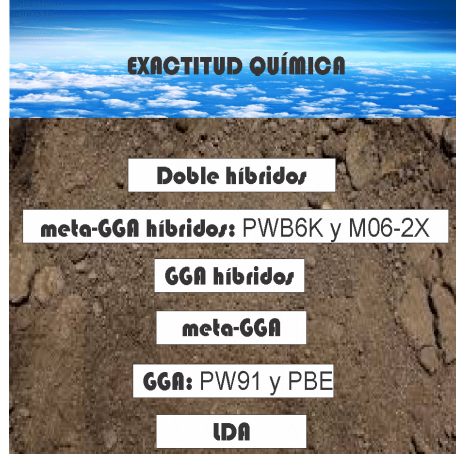 EXACTITUD QUÍMICA
Doble híbridos
meta-GGA híbridos: PWB6K y M06-2X
GGA híbridos
meta-GGA
GGA: PW91 y PBE
LDA